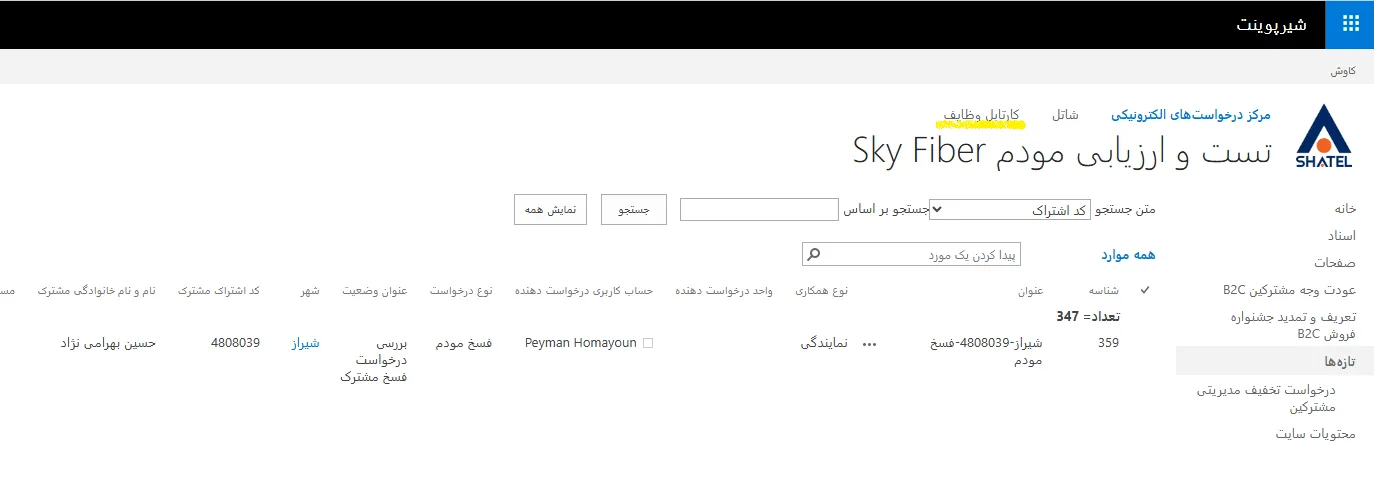 شیرپوینت
کاوش
SHATEL
مرکز درخواست‌های الکترونیکی شاتل کارتابل وظایف
تست و ارزیابی مودم Sky Fiber
متن جستجو کد اشتراک جستجو بر اساس جستجو نمایش همه
همه موارد پیدا کردن یک مورد
شناسه عنوان نوع همکاری واحد درخواست دهنده حساب کاربری درخواست دهنده نوع درخواست عنوان وضعیت شهر کد اشتراک مشترک نام و نام خانوادگی مشترک
تعداد= 347
359 شیراز-4808039-فسخ نمایندگی Peyman Homayoun فسخ مودم بررسی شیراز 4808039 حسین بهرامی نژاد
مودم درخواست
فسخ مشترک
خانه
اسناد
صفحات
عودت وجه مشترکین B2C
تعریف و تمدید جشنواره
فروش B2C
تازه‌ها
درخواست تخفیف مدیریتی
مشترکین
محتویات سایت